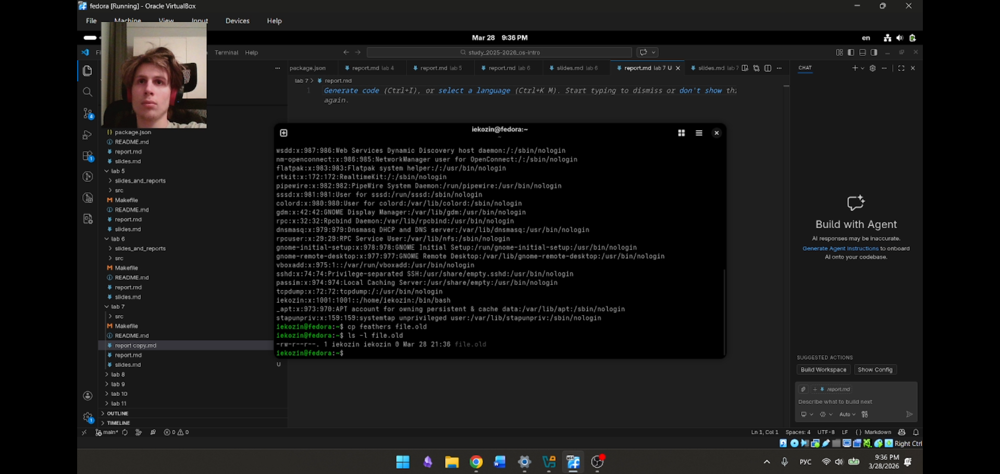 fedora [Running] - Oracle VirtualBox
File Machine View Input Devices Help
Mar 28 9:36 PM
en
Terminal Help
study_2025-2026_os-intro
package.json
report.md lab 4
report.md lab 5
report.md lab 6
slides.md lab 6
report.md lab 7 U
slides.md lab 7
CHAT
lab 7 > report.md
1 Generate code (Ctrl+I), or select a language (Ctrl+K M). Start typing to dismiss or don't show
again.
4
1
package.json
README.md
report.md
slides.md
lab 5
slides_and_reports
src
Makefile
README.md
report.md
slides.md
lab 6
slides_and_reports
src
Makefile
README.md
report.md
slides.md
lab 7
src
Makefile
README.md
report copy.md
report.md
slides.md
U
lab 8
lab 9
lab 10
lab 11
OUTLINE
TIMELINE
1
iekozin@fedora:~
~
wsdd:x:987:986:Web Services Dynamic Discovery host daemon:/:/sbin/nologin
nm-openconnect:x:986:985:NetworkManager user for OpenConnect:/:/sbin/nologin
flatpak:x:983:983:Flatpak system helper:/:/usr/bin/nologin
rtkit:x:172:172:RealtimeKit:/:/sbin/nologin
pipewire:x:982:982:PipeWire System Daemon:/run/pipewire:/usr/bin/nologin
sssd:x:981:981:User for sssd:/run/sssd:/sbin/nologin
colord:x:980:980:User for colord:/var/lib/colord:/sbin/nologin
gdm:x:42:42:GNOME Display Manager:/var/lib/gdm:/usr/bin/nologin
rpc:x:32:32:Rpcbind Daemon:/var/lib/rpcbind:/usr/bin/nologin
dnsmasq:x:979:979:Dnsmasq DHCP and DNS server:/var/lib/dnsmasq:/usr/bin/nologin
rpcuser:x:29:29:RPC Service User:/var/lib/nfs:/sbin/nologin
gnome-initial-setup:x:978:978:GNOME Initial Setup:/run/gnome-initial-setup:/usr/bin/nologin
gnome-remote-desktop:x:977:977:GNOME Remote Desktop:/var/lib/gnome-remote-desktop:/usr/bin/nologin
vboxadd:x:975:1::/var/run/vboxadd:/usr/bin/nologin
sshd:x:74:74:Privilege-separated SSH:/usr/share/empty.sshd:/usr/bin/nologin
passim:x:974:974:Local Caching Server:/usr/share/empty:/usr/bin/nologin
tcpdump:x:72:72:tcpdump:/:/usr/bin/nologin
iekozin:x:1001:1001::/home/iekozin:/bin/bash
_apt:x:973:970:APT account for owning persistent & cache data:/var/lib/apt:/sbin/nologin
stapunpriv:x:159:159:systemtap unprivileged user:/var/lib/stapunpriv:/sbin/nologin
iekozin@fedora:~$ cp feathers file.old
iekozin@fedora:~$ ls -l file.old
-rw-r--r--. 1 iekozin iekozin 0 Mar 28 21:36 file.old
iekozin@fedora:~$
Build with Agent
AI responses may be inaccurate.
Generate Agent Instructions to onboard
AI onto your codebase.
SUGGESTED ACTIONS
Build Workspace Show Config
report.md
Describe what to build next
Auto
main* 0 0
Ln 1, Col 1 Spaces: 4 UTF-8 LF { } Markdown
Right Ctrl
РУС
9:36 PM
3/28/2026